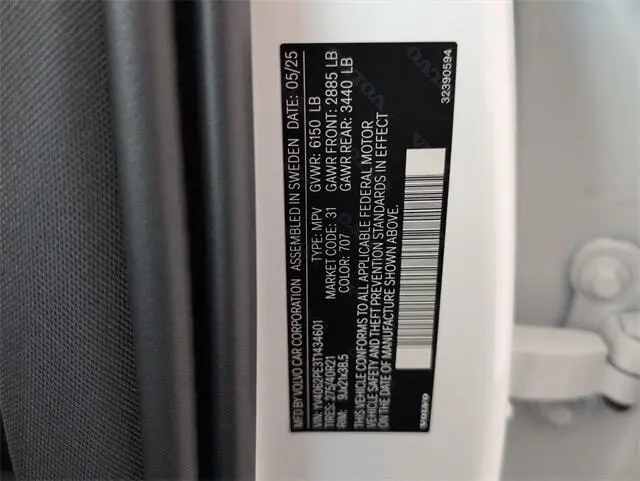 MFD BY VOLVO CAR CORPORATION ASSEMBLED IN SWEDEN DATE: 05/25
VIN: YV4062PE3T1434601 TYPE: MPV GVWR: 6150 LB
TIRES: 275/40R21 MARKET CODE: 31 GAWR FRONT: 2885 LB
RIM: 9Jx21x38.5 COLOR: 707 GAWR REAR: 3440 LB
THIS VEHICLE CONFORMS TO ALL APPLICABLE FEDERAL MOTOR
VEHICLE SAFETY AND THEFT PREVENTION STANDARDS IN EFFECT
ON THE DATE OF MANUFACTURE SHOWN ABOVE.
VOLVO 32390594